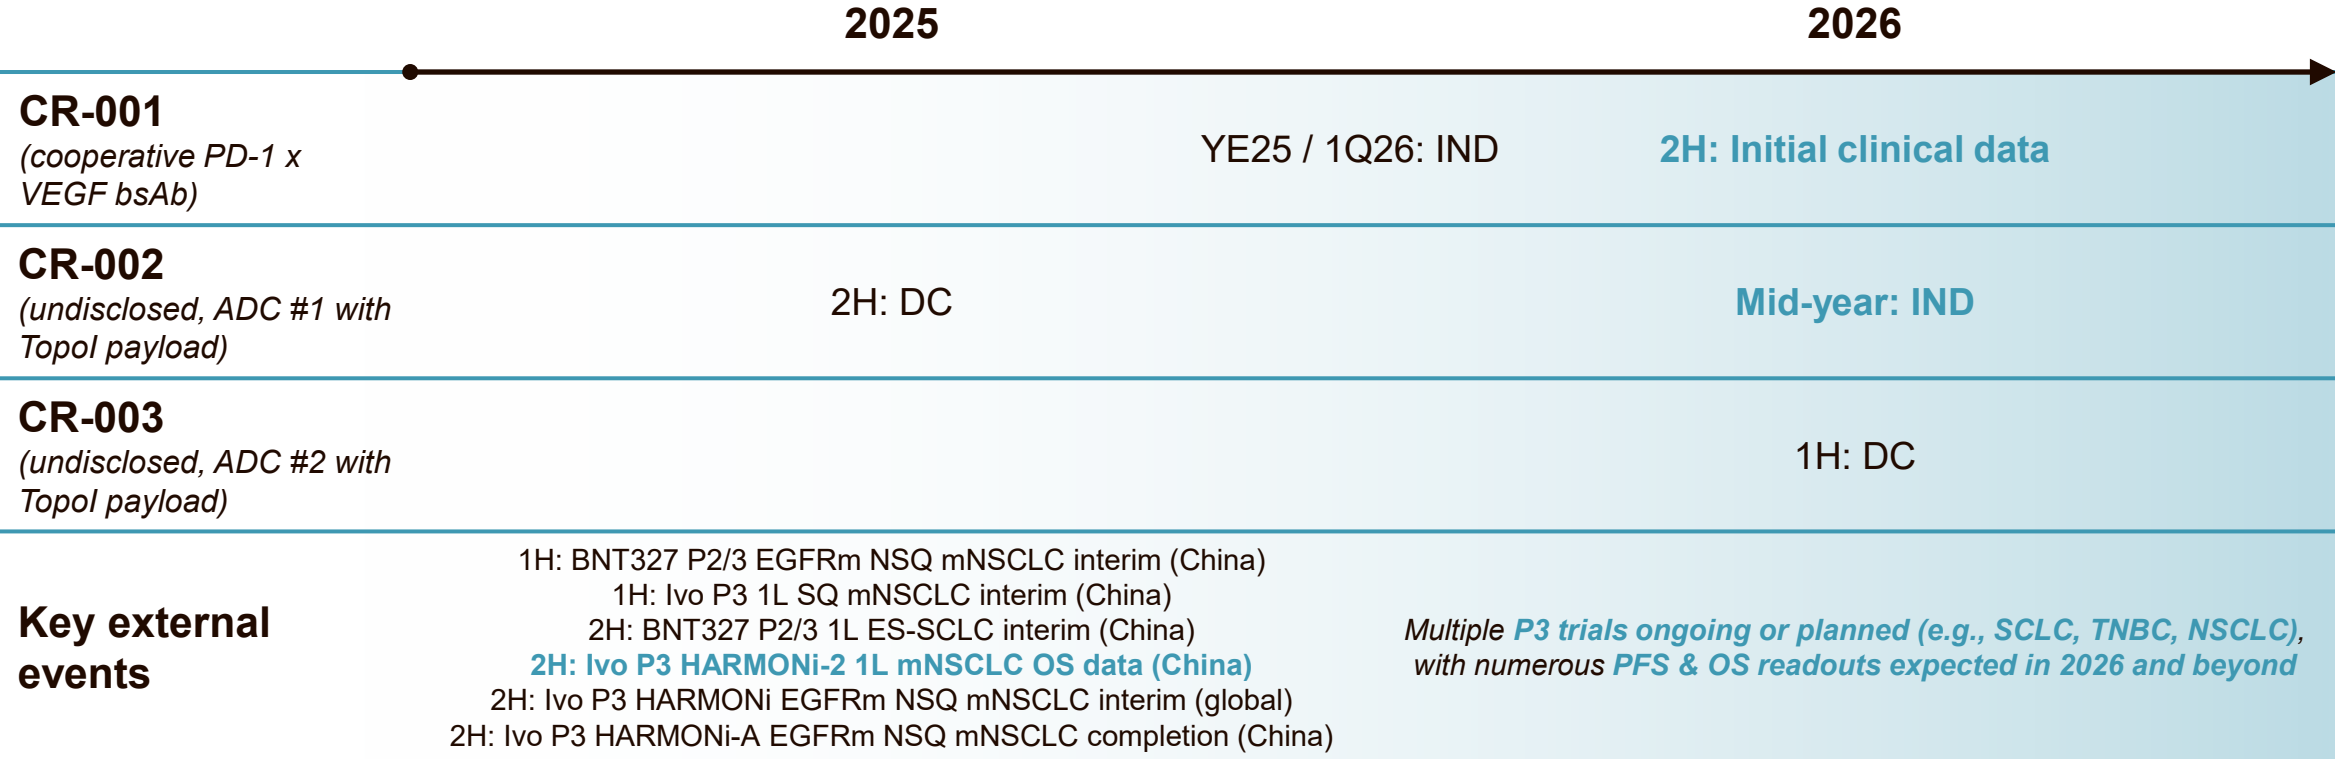 2025
2026
CR-001
(cooperative PD-1 x
VEGF bsAb)
YE25 / 1Q26: IND
2H: Initial clinical data
CR-002
(undisclosed, ADC #1 with
TopoI payload)
2H: DC
Mid-year: IND
CR-003
(undisclosed, ADC #2 with
TopoI payload)
1H: DC
Key external
events
1H: BNT327 P2/3 EGFRm NSQ mNSCLC interim (China)
1H: Ivo P3 1L SQ mNSCLC interim (China)
2H: BNT327 P2/3 1L ES-SCLC interim (China)
2H: Ivo P3 HARMONi-2 1L mNSCLC OS data (China)
2H: Ivo P3 HARMONi EGFRm NSQ mNSCLC interim (global)
2H: Ivo P3 HARMONi-A EGFRm NSQ mNSCLC completion (China)
Multiple P3 trials ongoing or planned (e.g., SCLC, TNBC, NSCLC),
with numerous PFS & OS readouts expected in 2026 and beyond